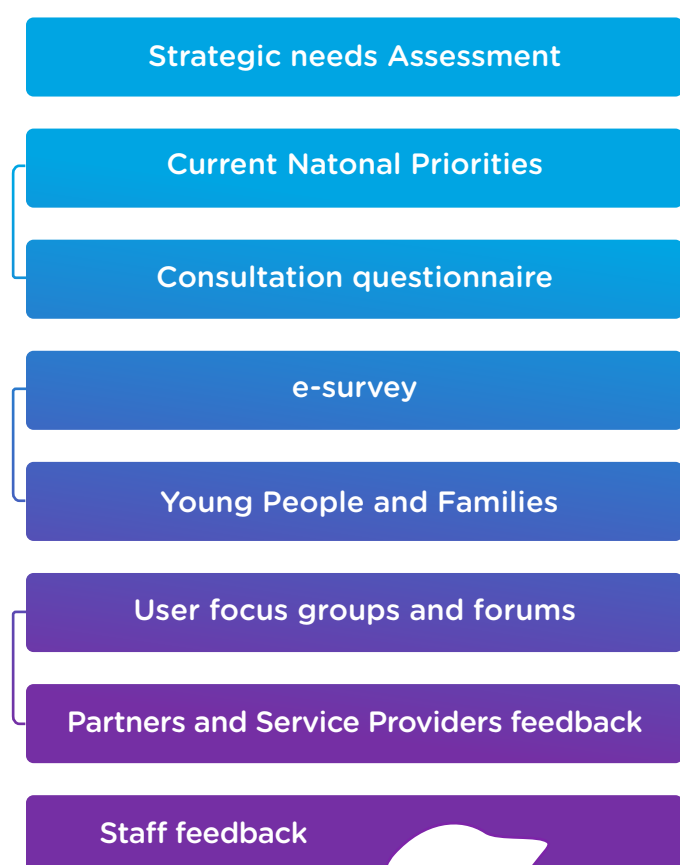 Strategic needs Assessment
Current Natonal Priorities
Consultation questionnaire
e-survey
Young People and Families
User focus groups and forums
Partners and Service Providers feedback
Staff feedback